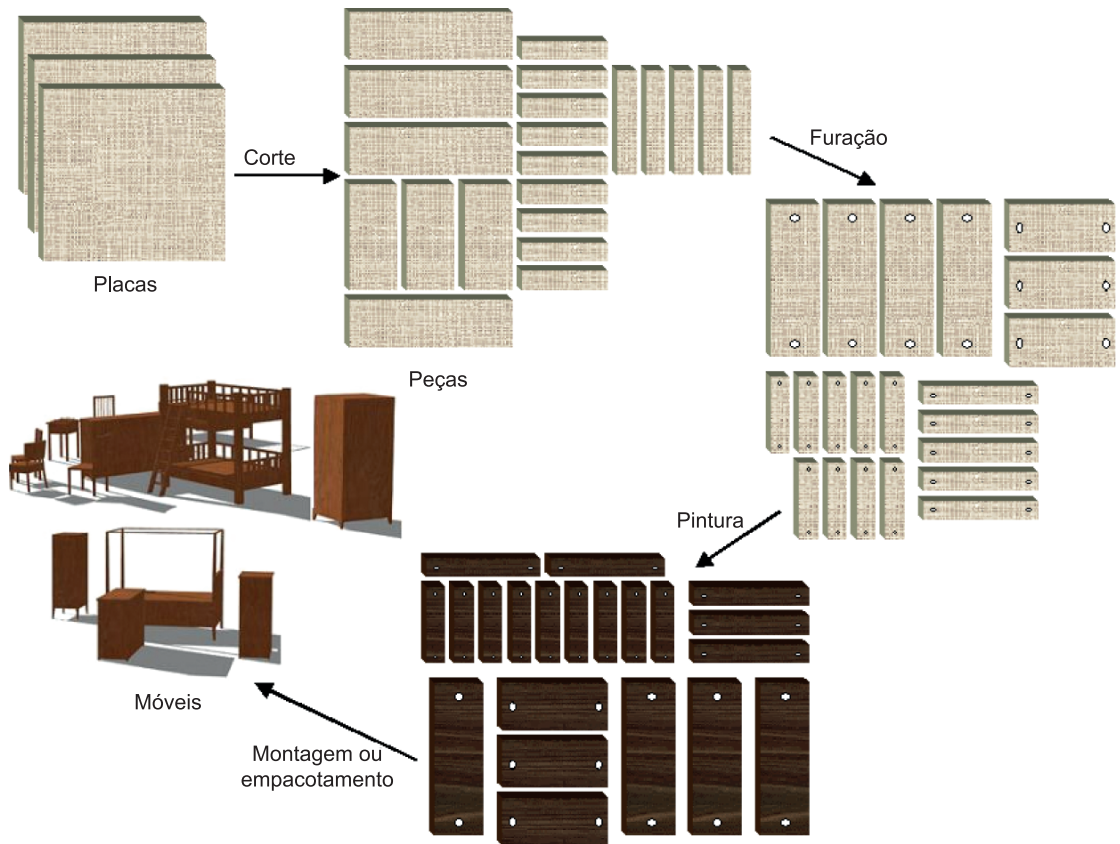 Placas
Corte
Peças
Furação
Pintura
Montagem ou
empacotamento
Móveis